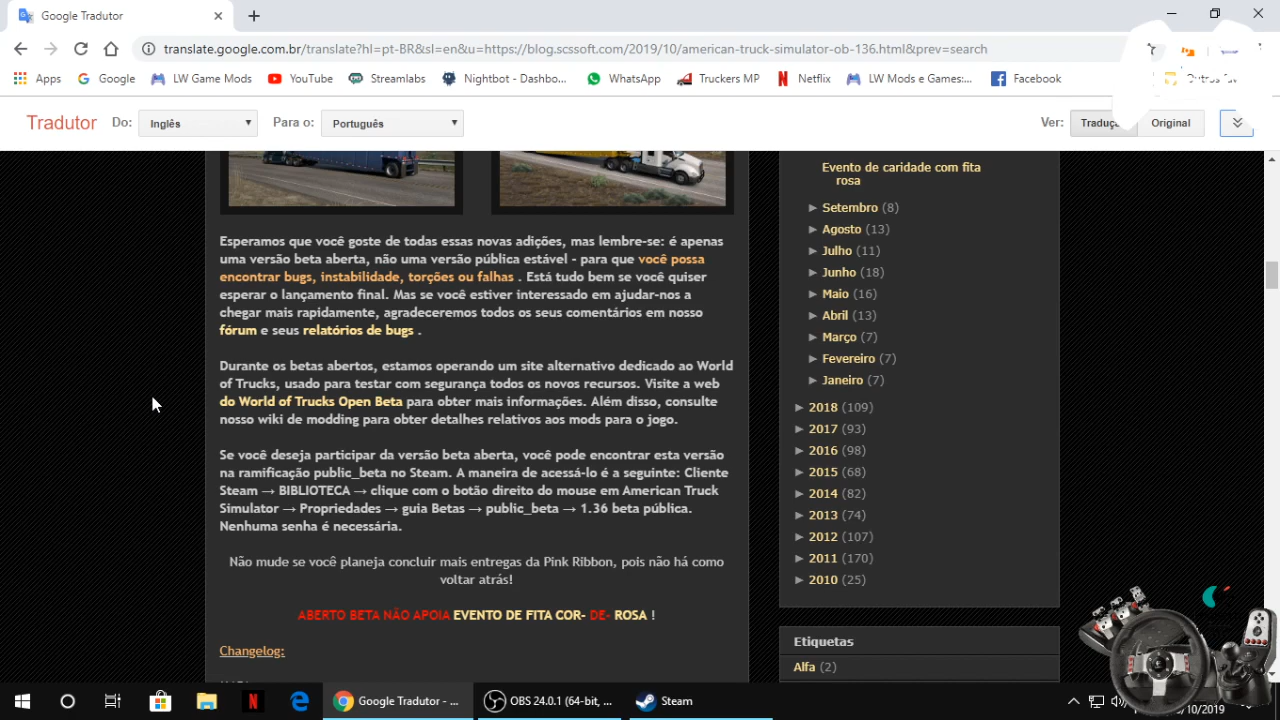 Google Tradutor
translate.google.com.br/translate?hl=pt-BR&sl=en&u=https://blog.scssoft.com/2019/10/american-truck-simulator-ob-136.html&prev=search
Apps Google LW Game Mods YouTube Streamlabs Nightbot - Dashbo... WhatsApp Truckers MP Netflix LW Mods e Games:... Facebook
Tradutor Do: Inglês Para o: Português Ver: Original
Esperamos que você goste de todas essas novas adições, mas lembre-se: é apenas
uma versão beta aberta, não uma versão pública estável - para que você possa
encontrar bugs, instabilidade, torções ou falhas . Está tudo bem se você quiser
esperar o lançamento final. Mas se você estiver interessado em ajudar-nos a
chegar mais rapidamente, agradeceremos todos os seus comentários em nosso
fórum e seus relatórios de bugs .
Durante os betas abertos, estamos operando um site alternativo dedicado ao World
of Trucks, usado para testar com segurança todos os novos recursos. Visite a web
do World of Trucks Open Beta para obter mais informações. Além disso, consulte
nosso wiki de modding para obter detalhes relativos aos mods para o jogo.
Se você deseja participar da versão beta aberta, você pode encontrar esta versão
na ramificação public_beta no Steam. A maneira de acessá-lo é a seguinte: Cliente
Steam → BIBLIOTECA → clique com o botão direito do mouse em American Truck
Simulator → Propriedades → guia Betas → public_beta → 1.36 beta pública.
Nenhuma senha é necessária.
Não mude se você planeja concluir mais entregas da Pink Ribbon, pois não há como
voltar atrás!
ABERTO BETA NÃO APOIA EVENTO DE FITA COR- DE- ROSA !
Changelog:
Evento de caridade com fita
rosa
► Setembro (8)
► Agosto (13)
► Julho (11)
► Junho (18)
► Maio (16)
► Abril (13)
► Março (7)
► Fevereiro (7)
► Janeiro (7)
► 2018 (109)
► 2017 (93)
► 2016 (98)
► 2015 (68)
► 2014 (82)
► 2013 (74)
► 2012 (107)
► 2011 (170)
► 2010 (25)
Etiquetas
Alfa (2)
Google Tradutor - ... OBS 24.0.1 (64-bit, ... Steam